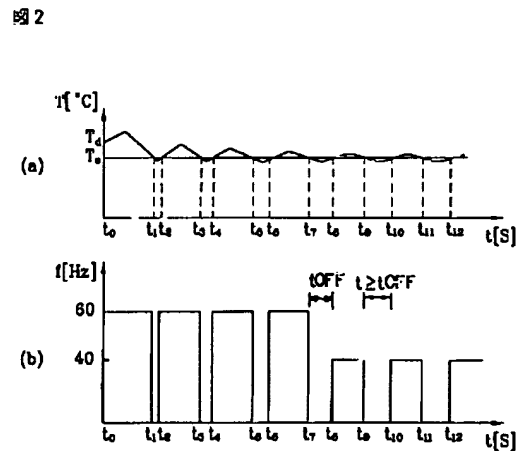 図2
T[°C]
Td
Ts
(a)
t0 t1 t2 t3 t4 t5 t6 t7 t8 t9 t10 t11 t12 t[S]
f[Hz]
tOFF t≥tOFF
60
(b)
40
t0 t1 t2 t3 t4 t5 t6 t7 t8 t9 t10 t11 t12 t[S]